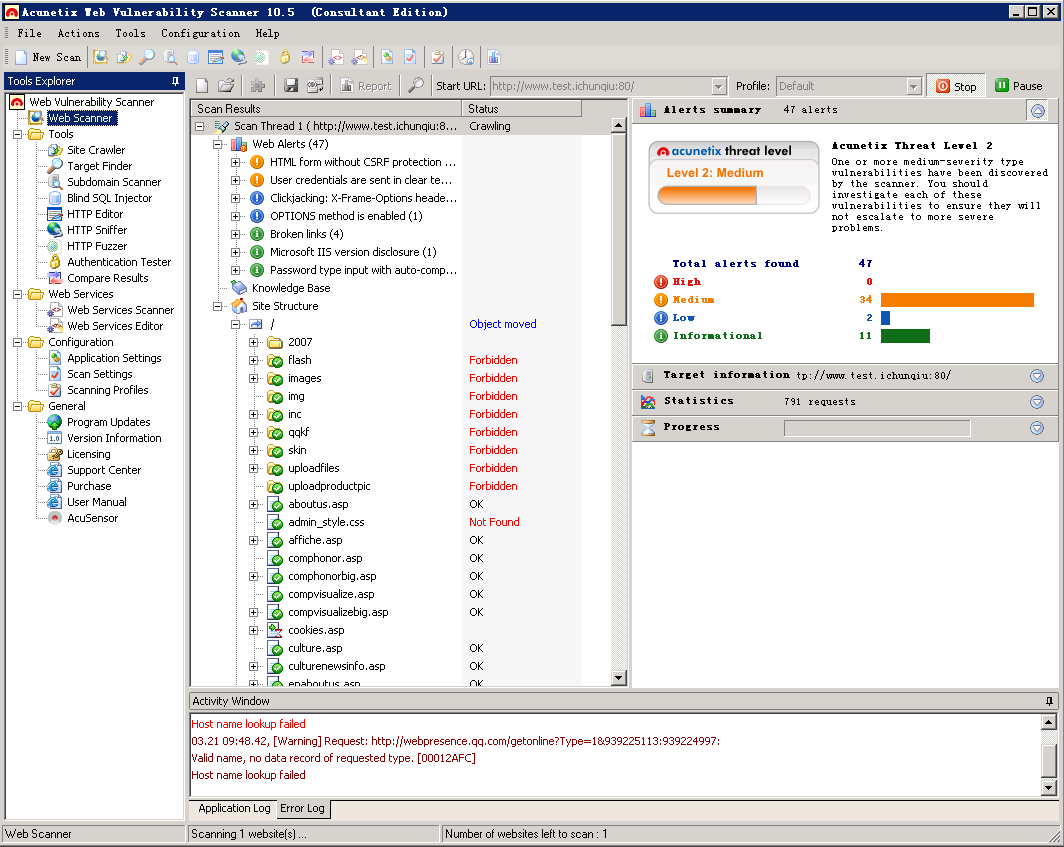 Acunetix Web Vulnerability Scanner 10.5 (Consultant Edition)
File Actions Tools Configuration Help
New Scan
Tools Explorer
Web Vulnerability Scanner
Web Scanner
Tools
Site Crawler
Target Finder
Subdomain Scanner
Blind SQL Injector
HTTP Editor
HTTP Sniffer
HTTP Fuzzer
Authentication Tester
Compare Results
Web Services
Web Services Scanner
Web Services Editor
Configuration
Application Settings
Scan Settings
Scanning Profiles
General
Program Updates
Version Information
Licensing
Support Center
Purchase
User Manual
AcuSensor
Report Start URL: http://www.test.ichunqiu:80/ Profile: Default Stop Pause
Scan Results Status
Scan Thread 1 ( http://www.test.ichunqiu:8... Crawling
Web Alerts (47)
HTML form without CSRF protection ...
User credentials are sent in clear te...
Clickjacking: X-Frame-Options heade...
OPTIONS method is enabled (1)
Broken links (4)
Microsoft IIS version disclosure (1)
Password type input with auto-comp...
Knowledge Base
Site Structure
/ Object moved
2007
flash Forbidden
images Forbidden
img Forbidden
inc Forbidden
qqkf Forbidden
skin Forbidden
uploadfiles Forbidden
uploadproductpic Forbidden
aboutus.asp OK
admin_style.css Not Found
affiche.asp OK
comphonor.asp OK
comphonorbig.asp OK
compvisualize.asp OK
compvisualizebig.asp OK
cookies.asp
culture.asp OK
culturenewsinfo.asp OK
enaboutus.asp OK
Alerts summary 47 alerts
acunetix threat level
Level 2: Medium
Acunetix Threat Level 2
One or more medium-severity type
vulnerabilities have been discovered
by the scanner. You should
investigate each of these
vulnerabilities to ensure they will
not escalate to more severe
problems.
Total alerts found 47
High 0
Medium 34
Low 2
Informational 11
Target information tp://www.test.ichunqiu:80/
Statistics 791 requests
Progress
Activity Window
Host name lookup failed
03.21 09:48.42, [Warning] Request: http://webpresence.qq.com/getonline?Type=1&939225113:939224997:
Valid name, no data record of requested type. [00012AFC]
Host name lookup failed
Application Log Error Log
Web Scanner Scanning 1 website(s) ... Number of websites left to scan : 1